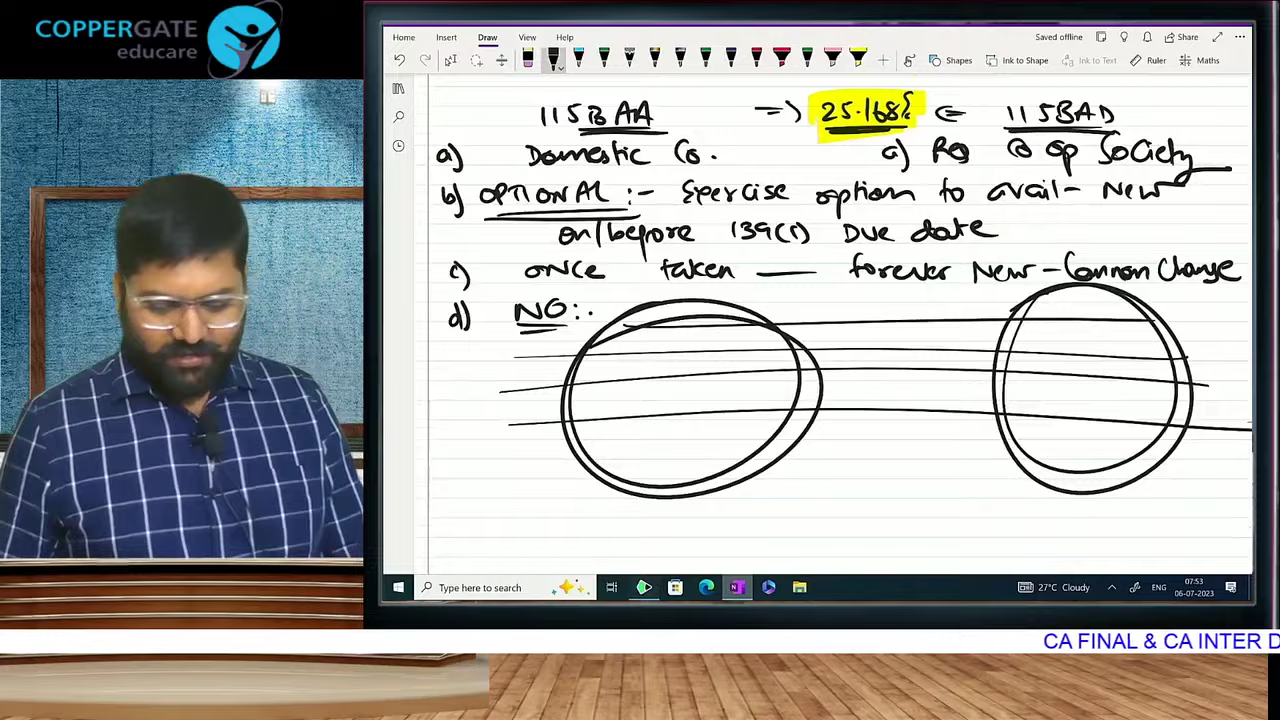 COPPERGATE
educare
Home Insert Draw View Help
Saved offline Share
Shapes Ink to Shape Ink to Text Ruler Maths
115BAA => 25.168% <= 115BAD
a) Domestic Co. a) Res Co op Society
b) OPTIONAL :- Exercise option to avail - New
on/before 139(1) Due date
c) once taken — forever New - Cannot Change
d) NO:.
Type here to search
27°C Cloudy ENG 07:53
06-07-2023
CA FINAL & CA INTER D